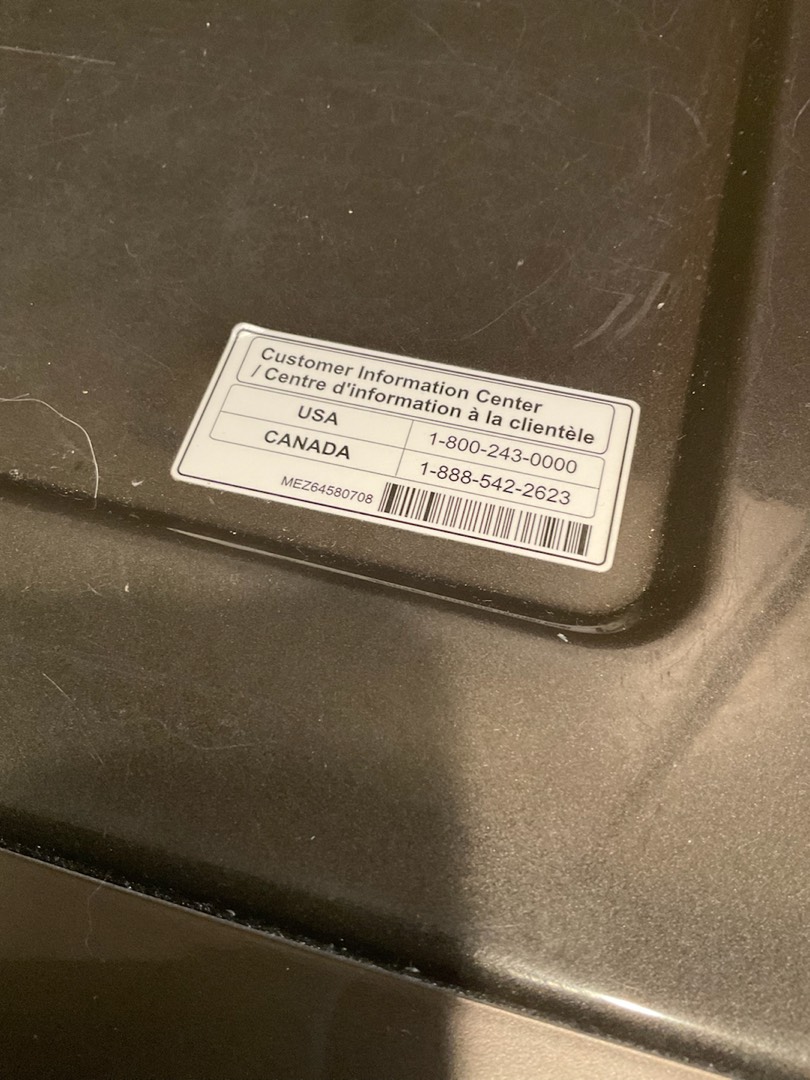 Customer Information Center
/ Centre d'information à la clientèle
USA 1-800-243-0000
CANADA 1-888-542-2623
MEZ64580708